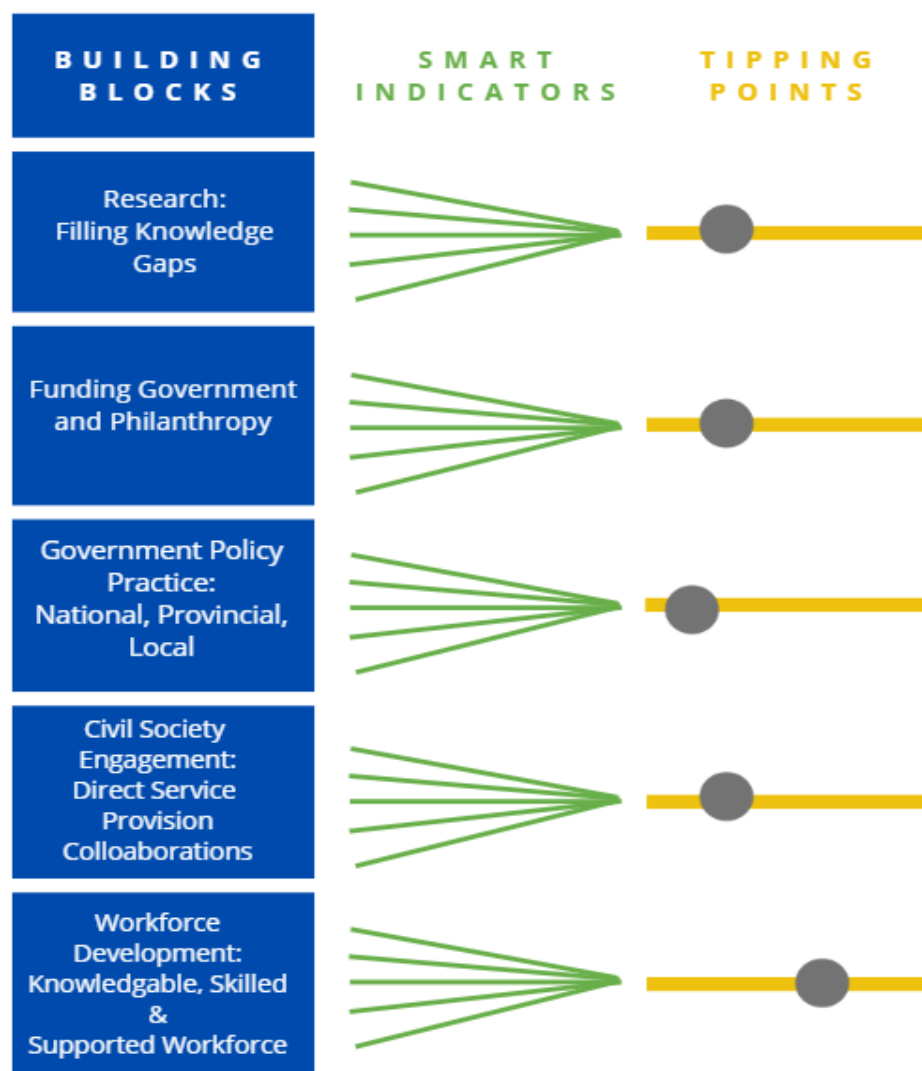 BUILDING
BLOCKS
SMART
INDICATORS
TIPPING
POINTS
Research:
Filling Knowledge
Gaps
Funding Government
and Philanthropy
Government Policy
Practice:
National, Provincial,
Local
Civil Society
Engagement:
Direct Service
Provision
Colloaborations
Workforce
Development:
Knowledgable, Skilled
&
Supported Workforce